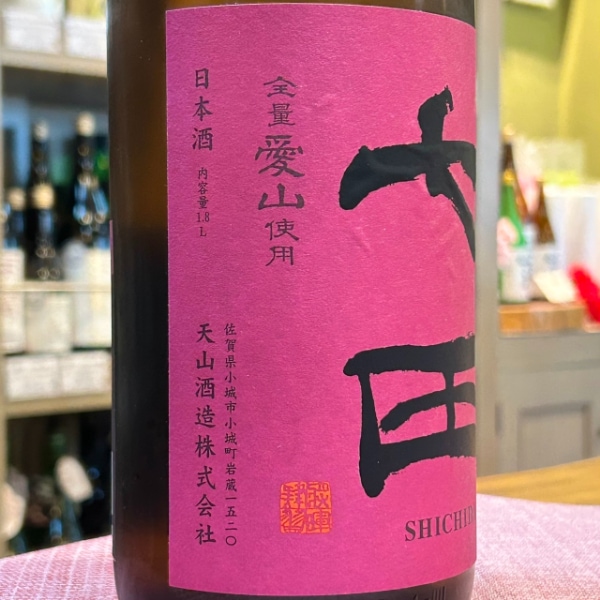 七田
SHICHID
全量愛山使用
日本酒
内容量1.8L
佐賀県小城市小城町岩蔵一五二〇
天山酒造株式会社